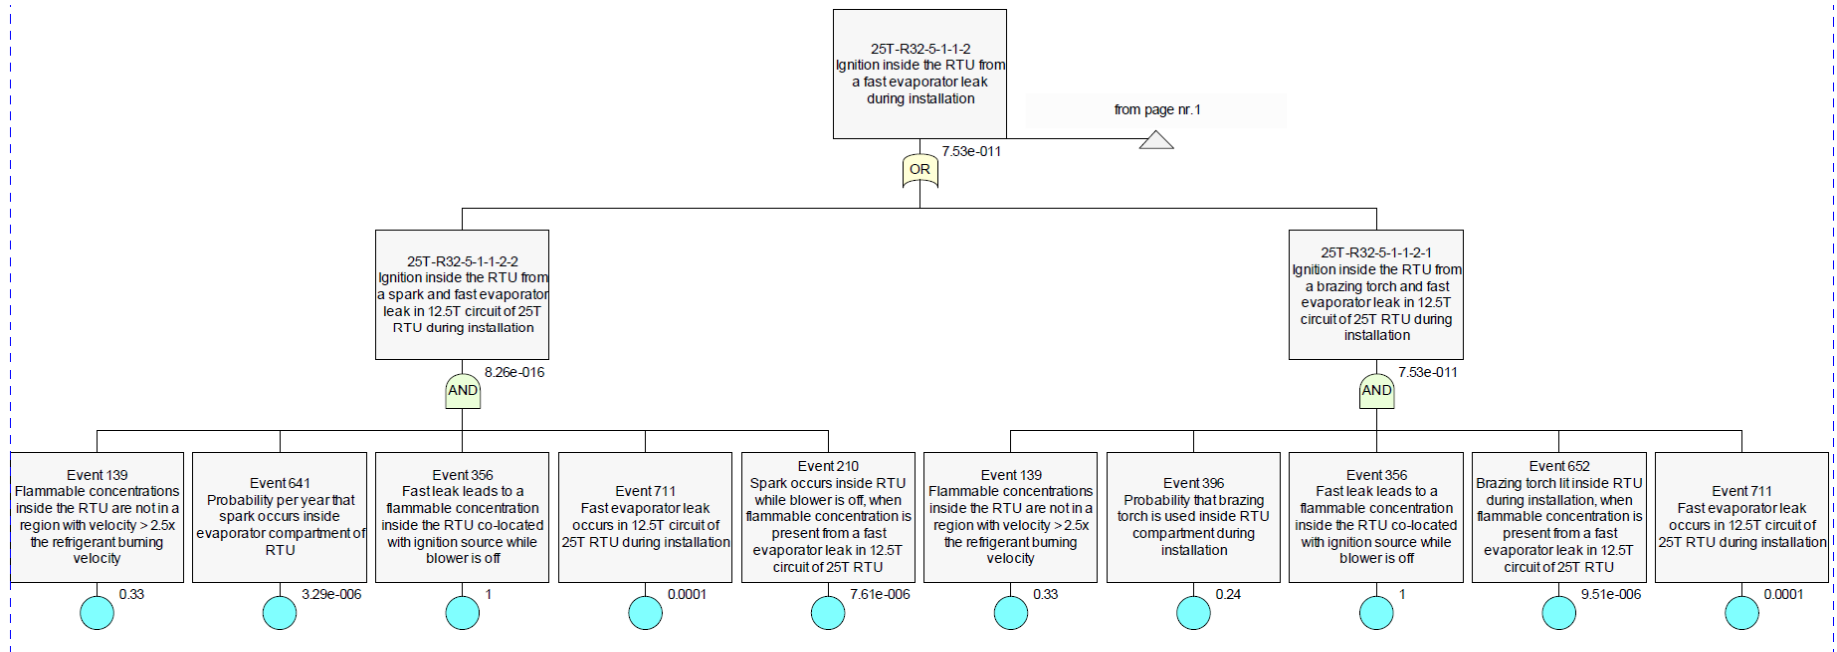 25T-R32-5-1-1-2
Ignition inside the RTU from
a fast evaporator leak
during installation
from page nr.1
7.53e-011
OR
25T-R32-5-1-1-2-2
Ignition inside the RTU from
a spark and fast evaporator
leak in 12.5T circuit of 25T
RTU during installation
8.26e-016
AND
25T-R32-5-1-1-2-1
Ignition inside the RTU from
a brazing torch and fast
evaporator leak in 12.5T
circuit of 25T RTU during
installation
7.53e-011
AND
Event 139
Flammable concentrations
inside the RTU are not in a
region with velocity > 2.5x
the refrigerant burning
velocity
0.33
Event 641
Probability per year that
spark occurs inside
evaporator compartment of
RTU
3.29e-006
Event 356
Fast leak leads to a
flammable concentration
inside the RTU co-located
with ignition source while
blower is off
1
Event 711
Fast evaporator leak
occurs in 12.5T circuit of
25T RTU during installation
0.0001
Event 210
Spark occurs inside RTU
while blower is off, when
flammable concentration is
present from a fast
evaporator leak in 12.5T
circuit of 25T RTU
7.61e-006
Event 139
Flammable concentrations
inside the RTU are not in a
region with velocity > 2.5x
the refrigerant burning
velocity
0.33
Event 396
Probability that brazing
torch is used inside RTU
compartment during
installation
0.24
Event 356
Fast leak leads to a
flammable concentration
inside the RTU co-located
with ignition source while
blower is off
1
Event 652
Brazing torch lit inside RTU
during installation, when
flammable concentration is
present from a fast
evaporator leak in 12.5T
circuit of 25T RTU
9.51e-006
Event 711
Fast evaporator leak
occurs in 12.5T circuit of
25T RTU during installation
0.0001